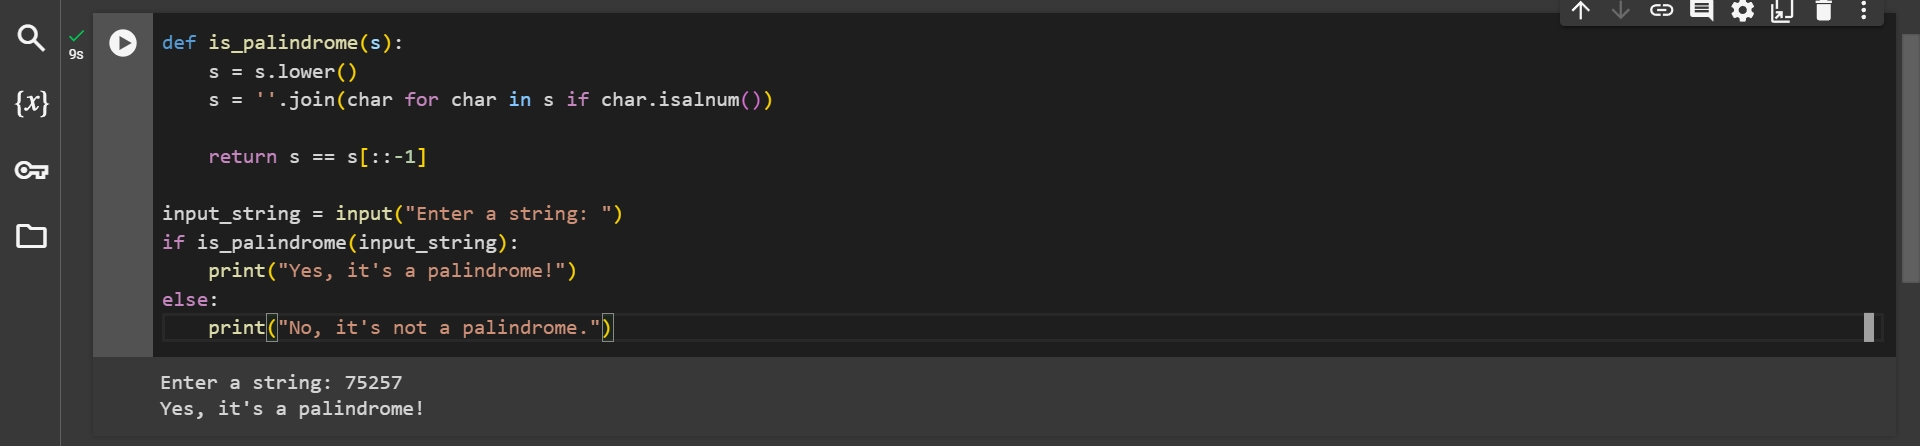 {x}
9s
def is_palindrome(s):
    s = s.lower()
    s = ''.join(char for char in s if char.isalnum())
    return s == s[::-1]
input_string = input("Enter a string: ")
if is_palindrome(input_string):
    print("Yes, it's a palindrome!")
else:
    print("No, it's not a palindrome.")
Enter a string: 75257
Yes, it's a palindrome!